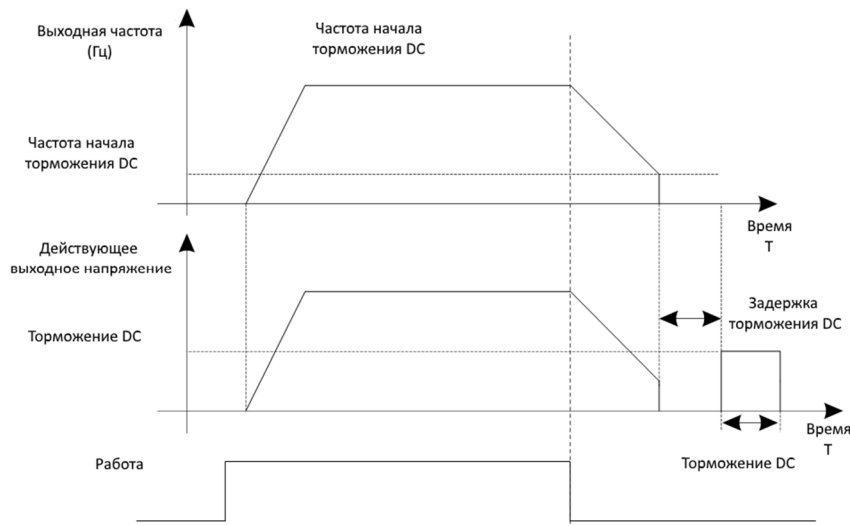 Выходная частота
(Гц)
Частота начала
торможения DC
Частота начала
торможения DC
Время
T
Действующее
выходное напряжение
Задержка
торможения DC
Торможение DC
Время
T
Работа
Торможение DC